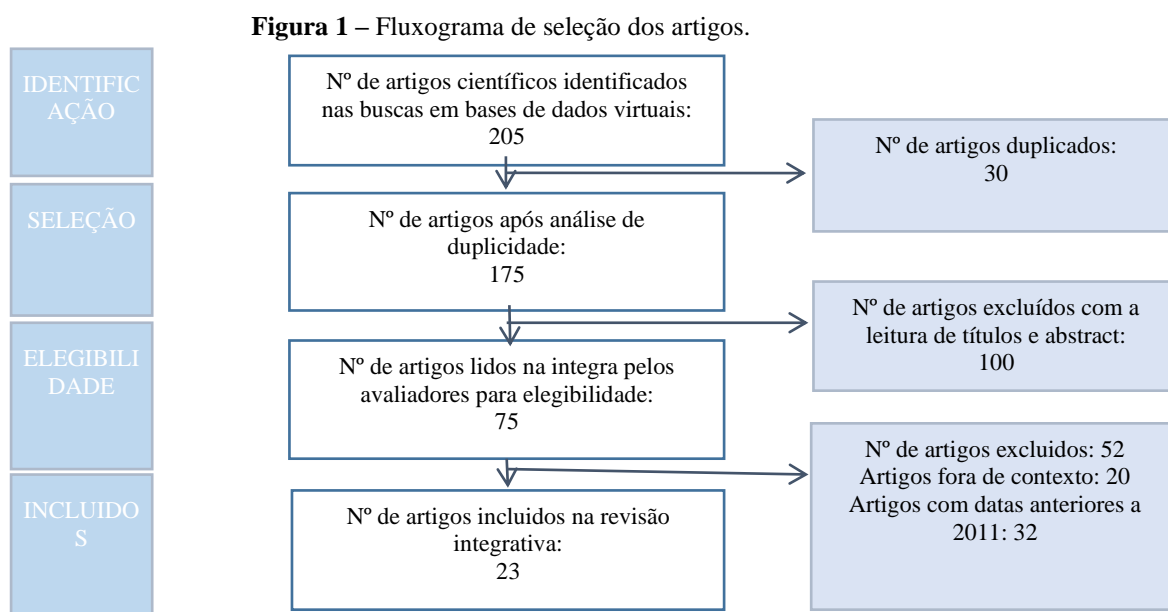 Figura 1 – Fluxograma de seleção dos artigos.
IDENTIFIC
AÇÃO
Nº de artigos científicos identificados
nas buscas em bases de dados virtuais:
205
Nº de artigos duplicados:
30
SELEÇÃO
Nº de artigos após análise de
duplicidade:
175
Nº de artigos excluídos com a
leitura de títulos e abstract:
100
ELEGIBILI
DADE
Nº de artigos lidos na integra pelos
avaliadores para elegibilidade:
75
Nº de artigos excluidos: 52
Artigos fora de contexto: 20
Artigos com datas anteriores a
2011: 32
INCLUIDO
S
Nº de artigos incluidos na revisão
integrativa:
23